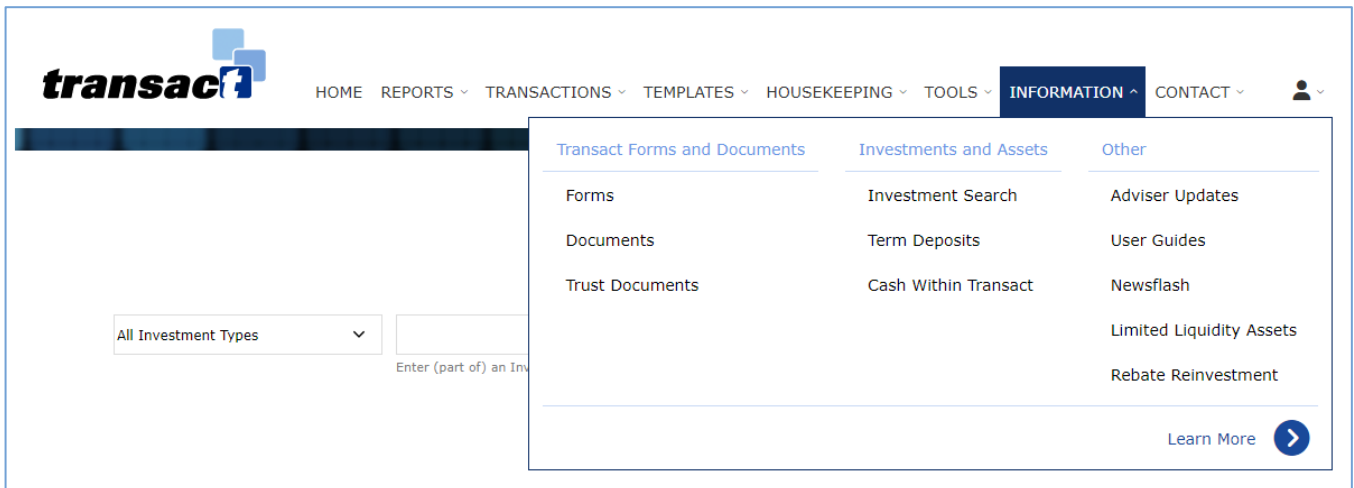 transact
HOME REPORTS TRANSACTIONS TEMPLATES HOUSEKEEPING TOOLS INFORMATION CONTACT
Transact Forms and Documents Investments and Assets Other
Forms Investment Search Adviser Updates
Documents Term Deposits User Guides
Trust Documents Cash Within Transact Newsflash
All Investment Types Limited Liquidity Assets
Enter (part of) an Rebate Reinvestment
Learn More